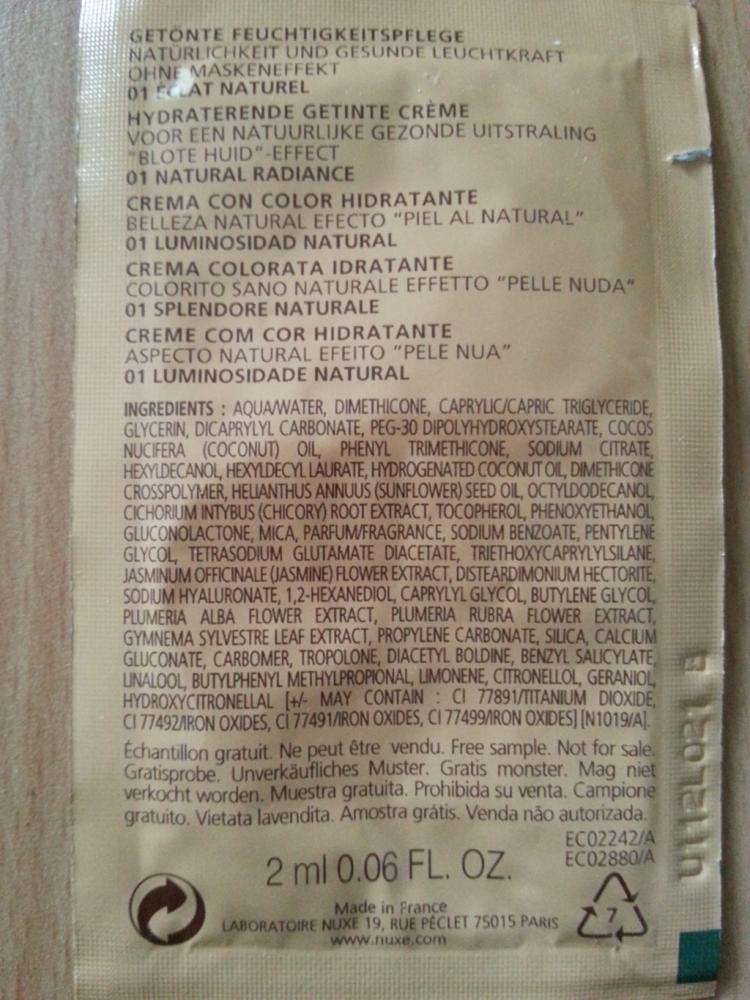 GETÖNTE FEUCHTIGKEITSPFLEGE
NATÜRLICHKEIT UND GESUNDE LEUCHTKRAFT
OHNE MASKENEFFEKT
01 ÉCLAT NATUREL
HYDRATERENDE GETINTE CRÈME
VOOR EEN NATUURLIJKE GEZONDE UITSTRALING
"BLOTE HUID"-EFFECT
01 NATURAL RADIANCE
CREMA CON COLOR HIDRATANTE
BELLEZA NATURAL EFECTO "PIEL AL NATURAL"
01 LUMINOSIDAD NATURAL
CREMA COLORATA IDRATANTE
COLORITO SANO NATURALE EFFETTO "PELLE NUDA"
01 SPLENDORE NATURALE
CREME COM COR HIDRATANTE
ASPECTO NATURAL EFEITO "PELE NUA"
01 LUMINOSIDADE NATURAL
INGREDIENTS : AQUA/WATER, DIMETHICONE, CAPRYLIC/CAPRIC TRIGLYCERIDE,
GLYCERIN, DICAPRYLYL CARBONATE, PEG-30 DIPOLYHYDROXYSTEARATE, COCOS
NUCIFERA (COCONUT) OIL, PHENYL TRIMETHICONE, SODIUM CITRATE,
HEXYLDECANOL, HEXYLDECYL LAURATE, HYDROGENATED COCONUT OIL, DIMETHICONE
CROSSPOLYMER, HELIANTHUS ANNUUS (SUNFLOWER) SEED OIL, OCTYLDODECANOL,
CICHORIUM INTYBUS (CHICORY) ROOT EXTRACT, TOCOPHEROL, PHENOXYETHANOL,
GLUCONOLACTONE, MICA, PARFUM/FRAGRANCE, SODIUM BENZOATE, PENTYLENE
GLYCOL, TETRASODIUM GLUTAMATE DIACETATE, TRIETHOXYCAPRYLYLSILANE,
JASMINUM OFFICINALE (JASMINE) FLOWER EXTRACT, DISTEARDIMONIUM HECTORITE,
SODIUM HYALURONATE, 1,2-HEXANEDIOL, CAPRYLYL GLYCOL, BUTYLENE GLYCOL,
PLUMERIA ALBA FLOWER EXTRACT, PLUMERIA RUBRA FLOWER EXTRACT,
GYMNEMA SYLVESTRE LEAF EXTRACT, PROPYLENE CARBONATE, SILICA, CALCIUM
GLUCONATE, CARBOMER, TROPOLONE, DIACETYL BOLDINE, BENZYL SALICYLATE,
LINALOOL, BUTYLPHENYL METHYLPROPIONAL, LIMONENE, CITRONELLOL, GERANIOL,
HYDROXYCITRONELLAL [+/- MAY CONTAIN : CI 77891/TITANIUM DIOXIDE,
CI 77492/IRON OXIDES, CI 77491/IRON OXIDES, CI 77499/IRON OXIDES] [N1019/A].
Échantillon gratuit. Ne peut être vendu. Free sample. Not for sale.
Gratisprobe. Unverkäufliches Muster. Gratis monster. Mag niet
verkocht worden. Muestra gratuita. Prohibida su venta. Campione
gratuito. Vietata lavendita. Amostra grátis. Venda não autorizada.
EC02242/A
EC02880/A
2 ml 0.06 FL. OZ.
7
Made in France
LABORATOIRE NUXE 19, RUE PÉCLET 75015 PARIS
www.nuxe.com